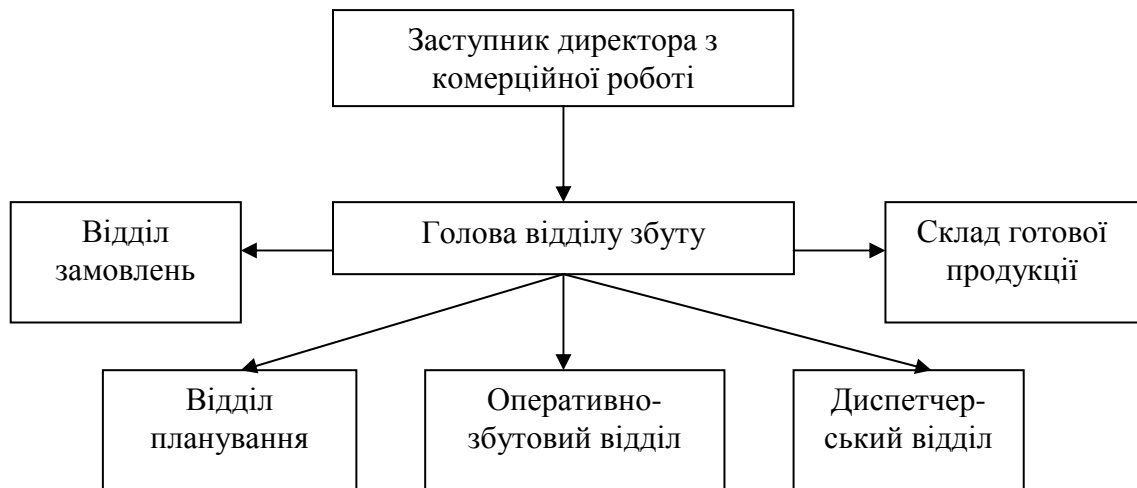 Заступник директора з
комерційної роботі
Відділ
замовлень
Голова відділу збуту
Склад готової
продукції
Відділ
планування
Оперативно-
збутовий відділ
Диспетчер-
ський відділ